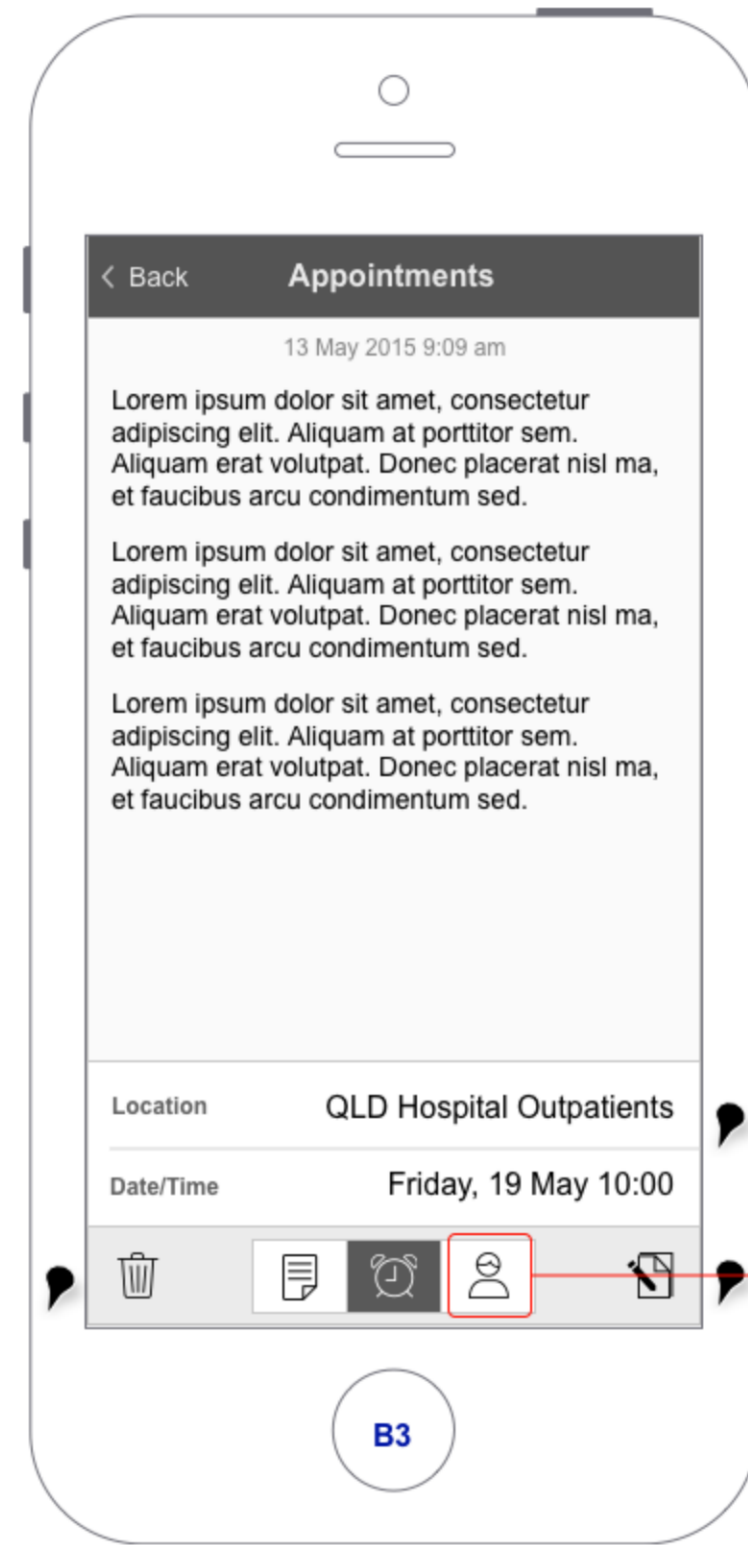 Back Appointments
13 May 2015 9:09 am
Lorem ipsum dolor sit amet, consectetur
adipiscing elit. Aliquam at porttitor sem.
Aliquam erat volutpat. Donec placerat nisl ma,
et faucibus arcu condimentum sed.
Lorem ipsum dolor sit amet, consectetur
adipiscing elit. Aliquam at porttitor sem.
Aliquam erat volutpat. Donec placerat nisl ma,
et faucibus arcu condimentum sed.
Lorem ipsum dolor sit amet, consectetur
adipiscing elit. Aliquam at porttitor sem.
Aliquam erat volutpat. Donec placerat nisl ma,
et faucibus arcu condimentum sed.
Location QLD Hospital Outpatients
Date/Time Friday, 19 May 10:00
B3